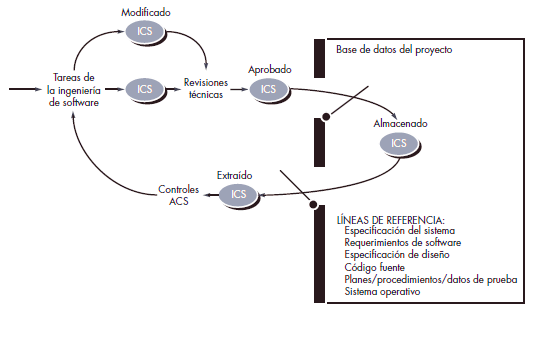 Modificado
ICS
Tareas de
la ingeniería
de software
ICS
Revisiones
técnicas
Aprobado
ICS
Base de datos del proyecto
Almacenado
ICS
Extraído
ICS
Controles
ACS
LÍNEAS DE REFERENCIA:
Especificación del sistema
Requerimientos de software
Especificación de diseño
Código fuente
Planes/procedimientos/datos de prueba
Sistema operativo